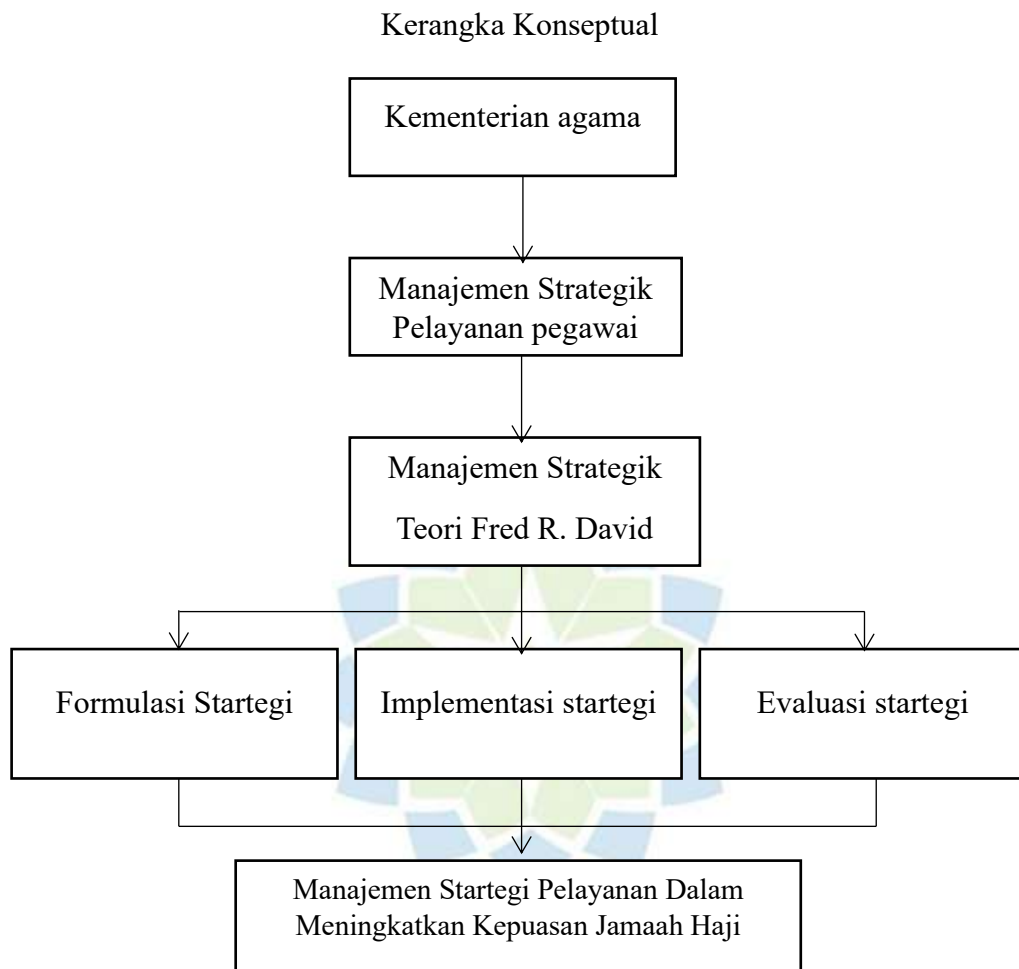 Kerangka Konseptual
Kementerian agama
Manajemen Strategik
Pelayanan pegawai
Manajemen Strategik
Teori Fred R. David
Formulasi Startegi
Implementasi startegi
Evaluasi startegi
Manajemen Startegi Pelayanan Dalam
Meningkatkan Kepuasan Jamaah Haji